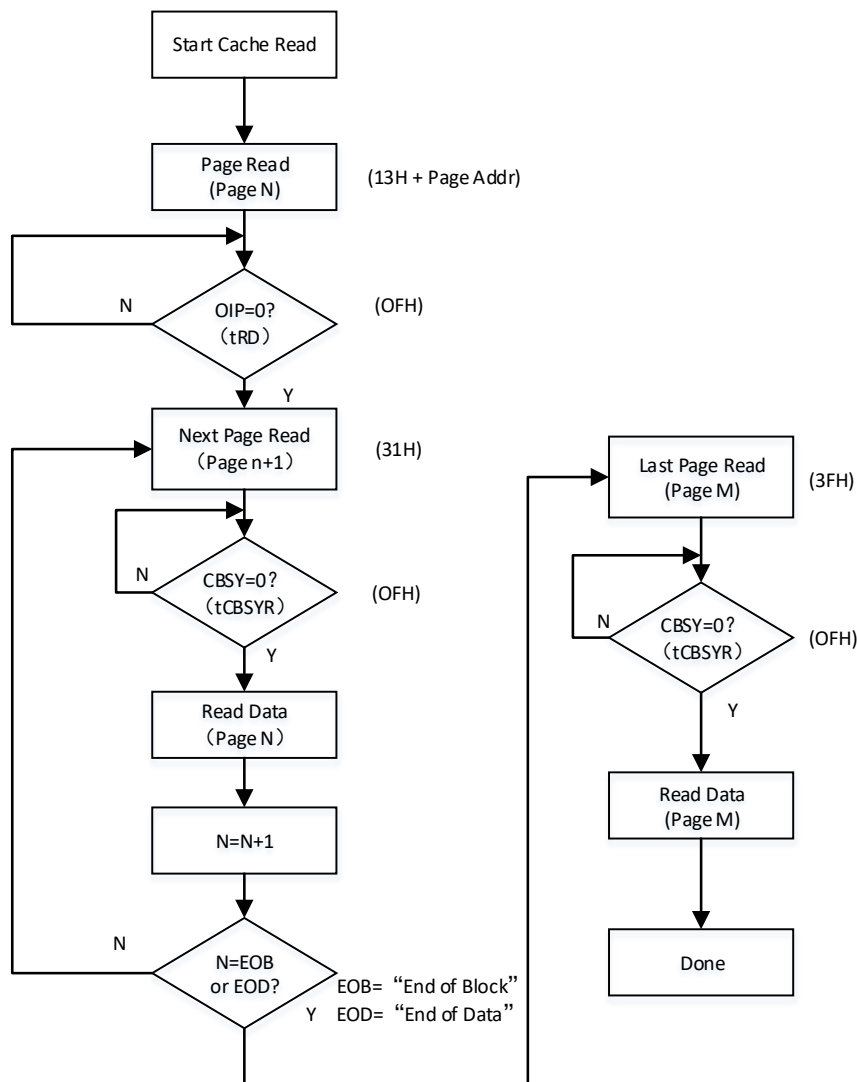 Start Cache Read
Page Read
(Page N)
(13H + Page Addr)
N
OIP=0?
（tRD）
(OFH)
Y
Next Page Read
（Page n+1）
(31H)
N
CBSY=0?
（tCBSYR）
(OFH)
Y
Read Data
（Page N）
N=N+1
N
N=EOB
or EOD?
EOB= “End of Block”
Y
EOD= “End of Data”
Last Page Read
(Page M)
(3FH)
N
CBSY=0?
（tCBSYR）
(OFH)
Y
Read Data
(Page M)
Done